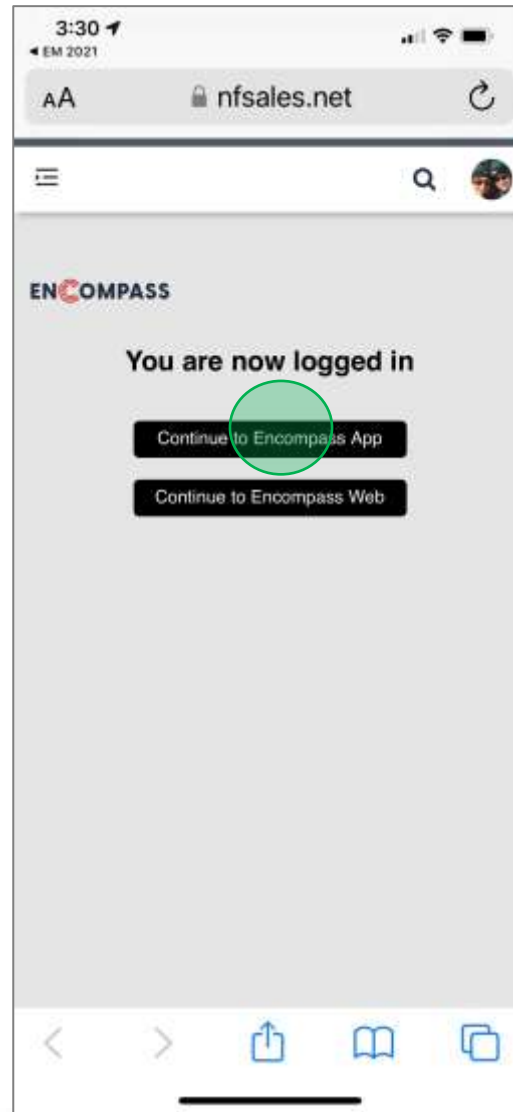 3:30
◀ EM 2021
AA nfsales.net
ENCOMPASS
You are now logged in
Continue to Encompass App
Continue to Encompass Web